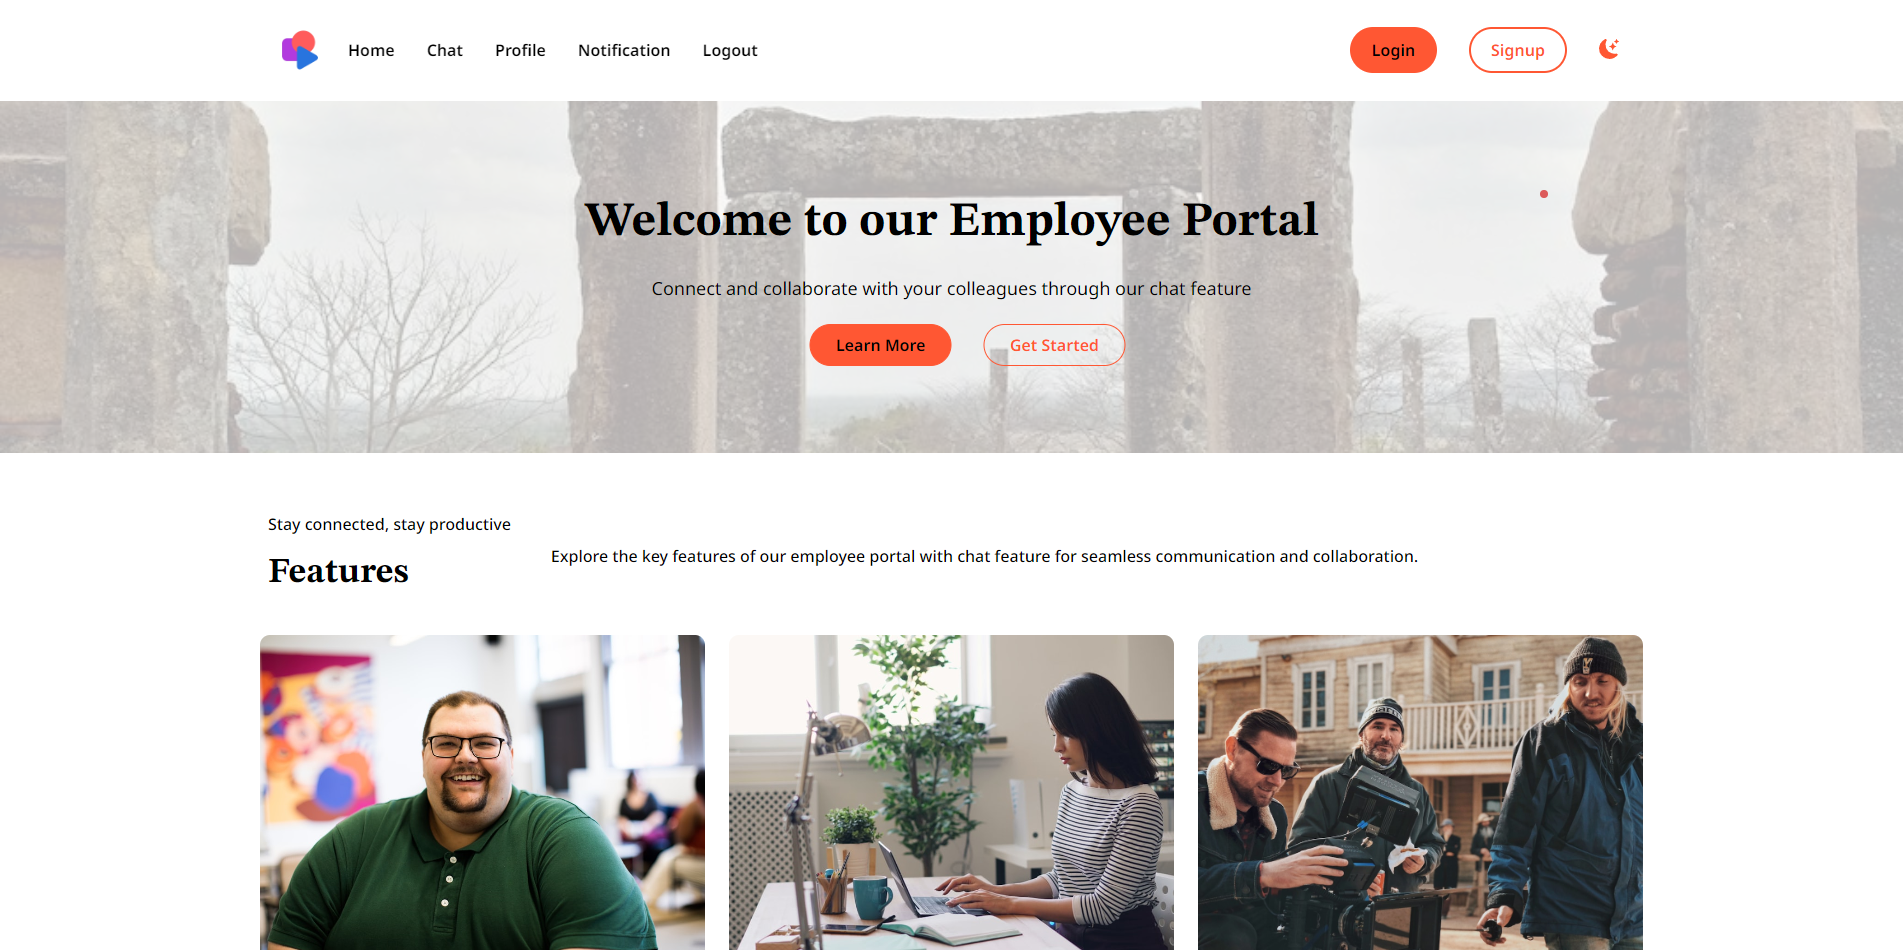 Home Chat Profile Notification Logout Login Signup
Welcome to our Employee Portal
Connect and collaborate with your colleagues through our chat feature
Learn More Get Started
Stay connected, stay productive
Features
Explore the key features of our employee portal with chat feature for seamless communication and collaboration.